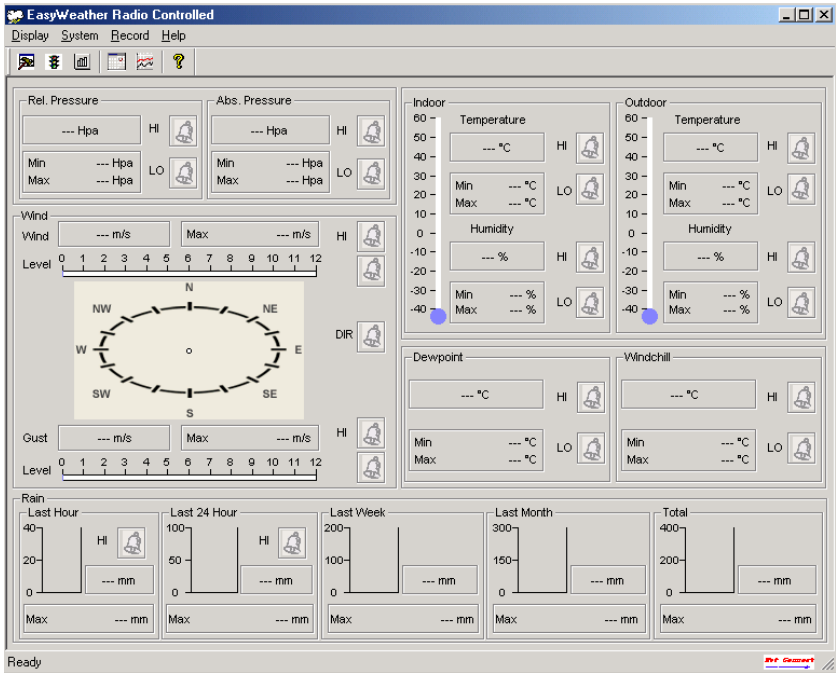 EasyWeather Radio Controlled
Display System Record Help
Rel. Pressure
--- Hpa
HI
Min --- Hpa
Max --- Hpa
LO
Abs. Pressure
--- Hpa
HI
Min --- Hpa
Max --- Hpa
LO
Wind
Wind --- m/s Max --- m/s HI
Level 0 1 2 3 4 5 6 7 8 9 10 11 12
N
NW NE
W E
SW SE
S
DIR
Gust --- m/s Max --- m/s HI
Level 0 1 2 3 4 5 6 7 8 9 10 11 12
Indoor
60
50
40
30
20
10
0
-10
-20
-30
-40
Temperature
--- °C
HI
Min --- °C
Max --- °C
LO
Humidity
--- %
HI
Min --- %
Max --- %
LO
Outdoor
60
50
40
30
20
10
0
-10
-20
-30
-40
Temperature
--- °C
HI
Min --- °C
Max --- °C
LO
Humidity
--- %
HI
Min --- %
Max --- %
LO
Dewpoint
--- °C
HI
Min --- °C
Max --- °C
LO
Windchill
--- °C
HI
Min --- °C
Max --- °C
LO
Rain
Last Hour
40
20
0
HI
--- mm
Max --- mm
Last 24 Hour
100
50
0
HI
--- mm
Max --- mm
Last Week
200
100
0
--- mm
Max --- mm
Last Month
300
150
0
--- mm
Max --- mm
Total
400
200
0
--- mm
Max --- mm
Ready